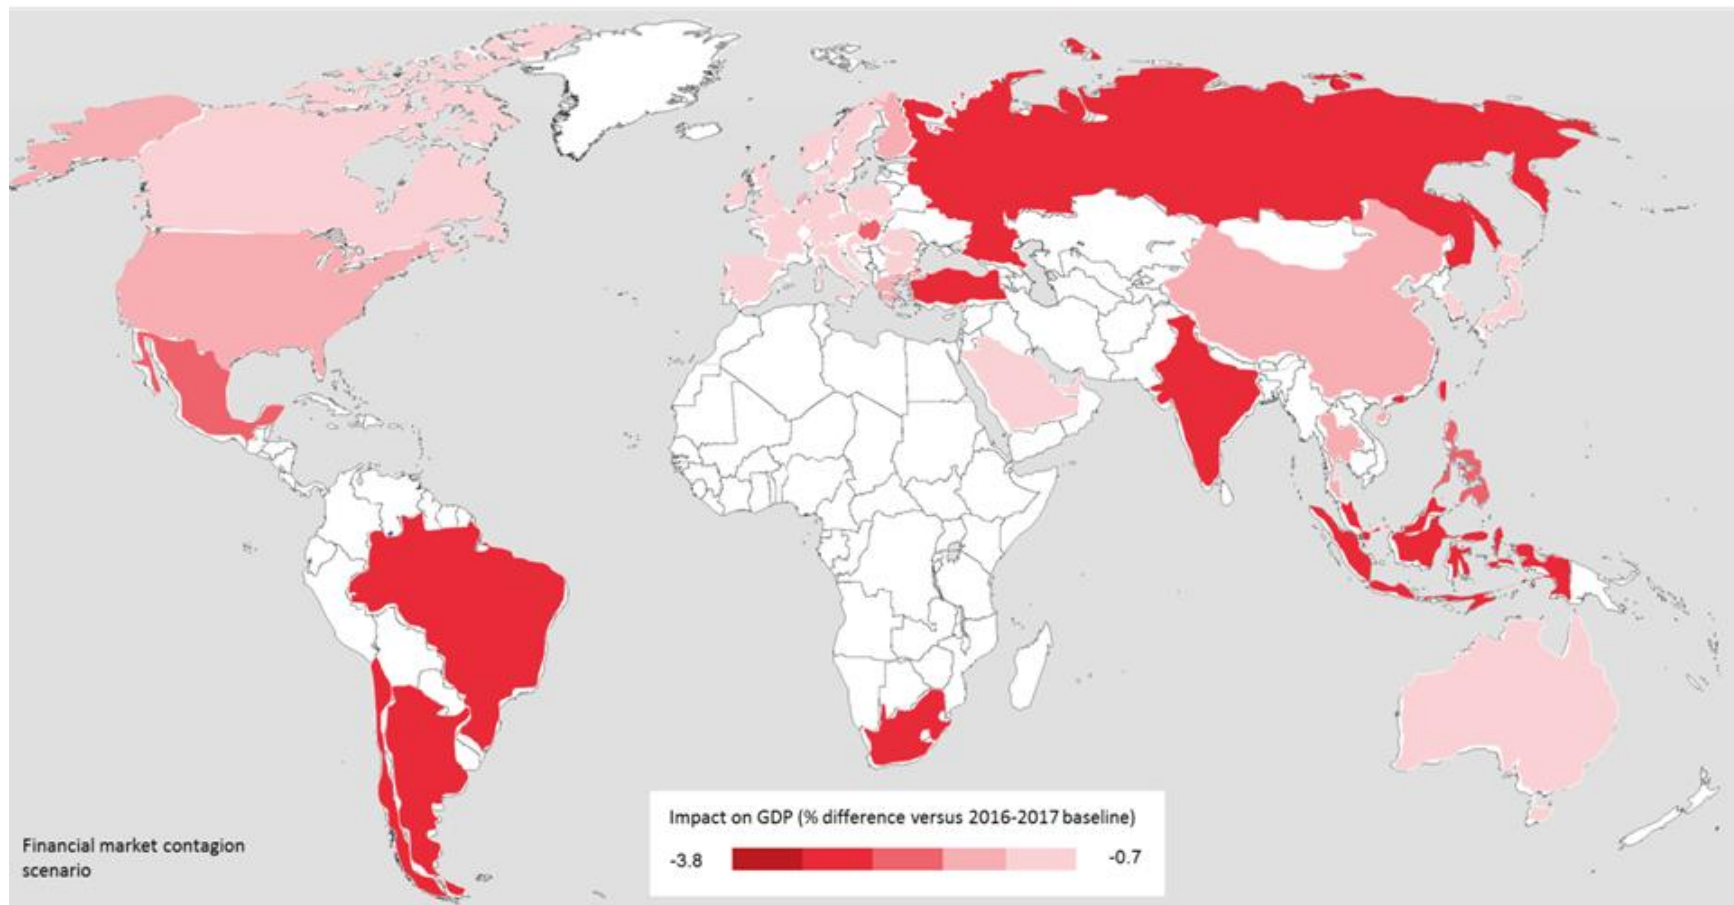 Impact on GDP (% difference versus 2016-2017 baseline)
-3.8
-0.7
Financial market contagion
scenario